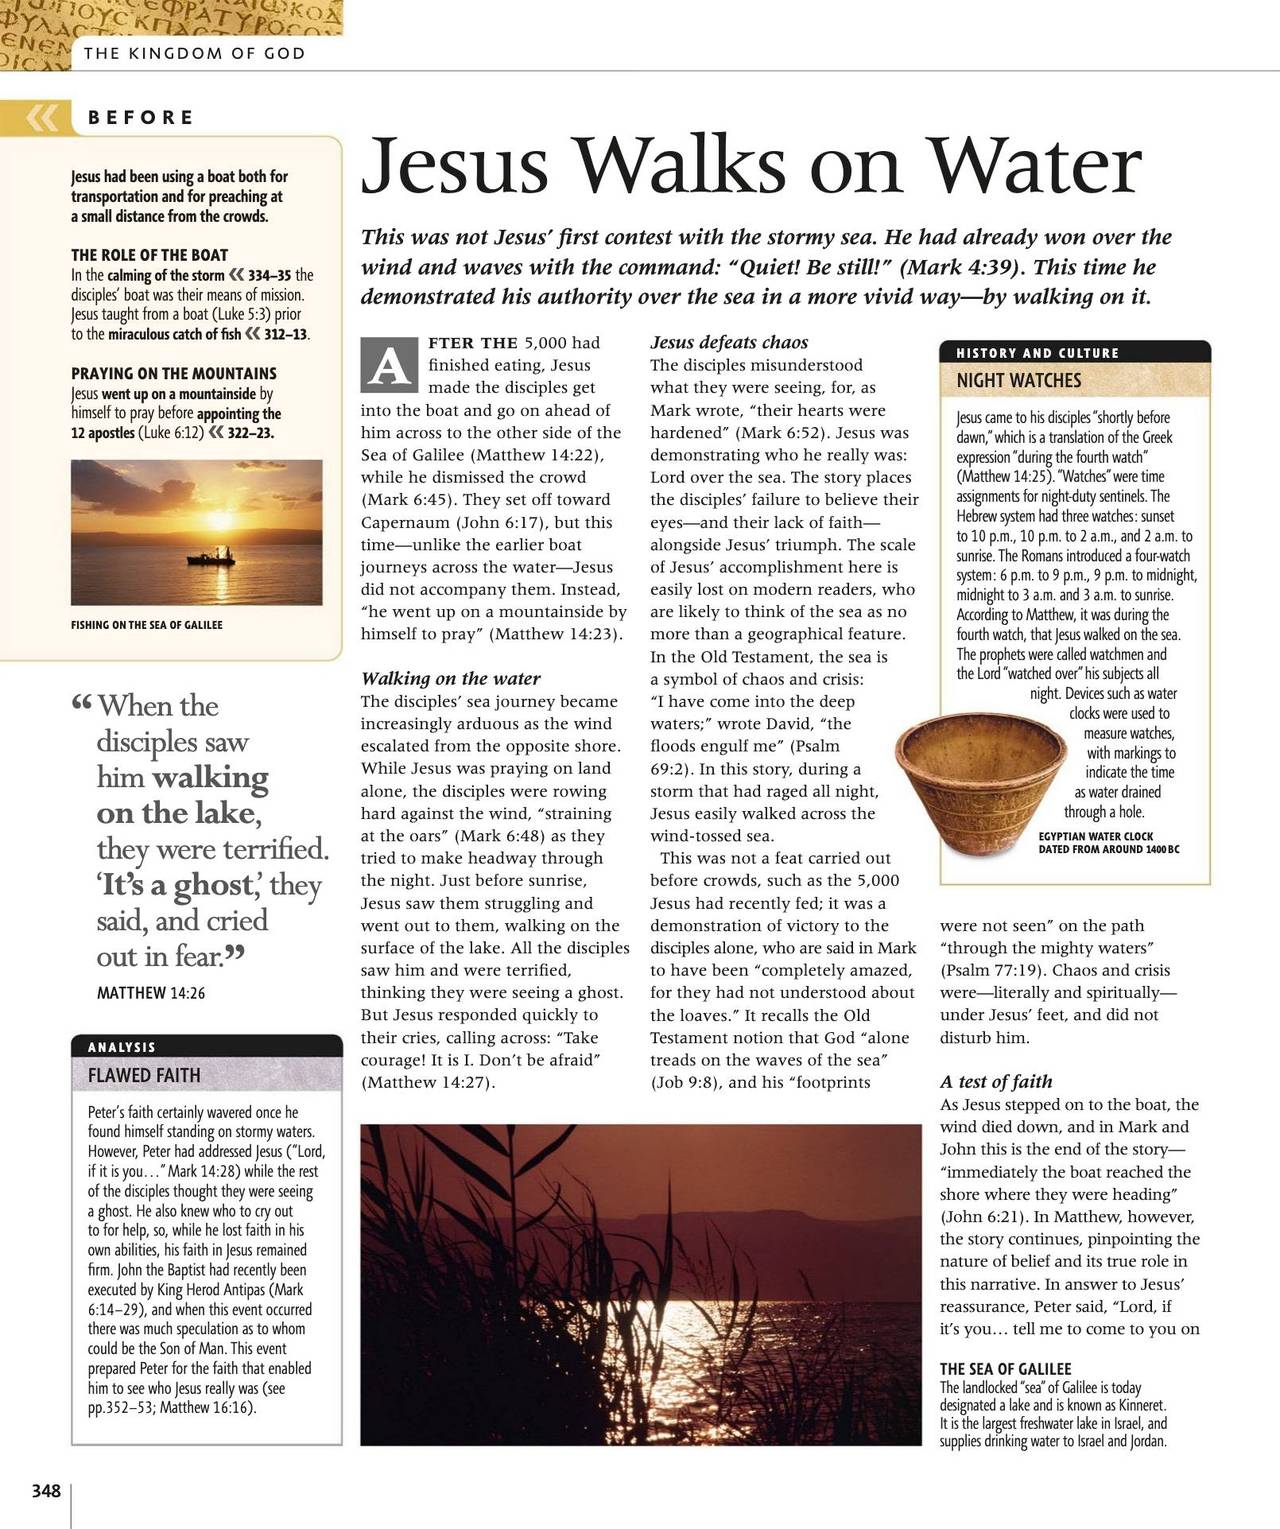 THE KINGDOM OF GOD
« BEFORE
Jesus had been using a boat both for
transportation and for preaching at
a small distance from the crowds.
THE ROLE OF THE BOAT
In the calming of the storm « 334–35 the
disciples’ boat was their means of mission.
Jesus taught from a boat (Luke 5:3) prior
to the miraculous catch of fish « 312–13.
PRAYING ON THE MOUNTAINS
Jesus went up on a mountainside by
himself to pray before appointing the
12 apostles (Luke 6:12) « 322–23.
FISHING ON THE SEA OF GALILEE
“ When the
disciples saw
him walking
on the lake,
they were terrified.
‘It’s a ghost,’ they
said, and cried
out in fear.”
MATTHEW 14:26
ANALYSIS
FLAWED FAITH
Peter’s faith certainly wavered once he
found himself standing on stormy waters.
However, Peter had addressed Jesus (“Lord,
if it is you…” Mark 14:28) while the rest
of the disciples thought they were seeing
a ghost. He also knew who to cry out
to for help, so, while he lost faith in his
own abilities, his faith in Jesus remained
firm. John the Baptist had recently been
executed by King Herod Antipas (Mark
6:14–29), and when this event occurred
there was much speculation as to whom
could be the Son of Man. This event
prepared Peter for the faith that enabled
him to see who Jesus really was (see
pp.352–53; Matthew 16:16).
Jesus Walks on Water
This was not Jesus’ first contest with the stormy sea. He had already won over the
wind and waves with the command: “Quiet! Be still!” (Mark 4:39). This time he
demonstrated his authority over the sea in a more vivid way—by walking on it.
AFTER THE 5,000 had
finished eating, Jesus
made the disciples get
into the boat and go on ahead of
him across to the other side of the
Sea of Galilee (Matthew 14:22),
while he dismissed the crowd
(Mark 6:45). They set off toward
Capernaum (John 6:17), but this
time—unlike the earlier boat
journeys across the water—Jesus
did not accompany them. Instead,
“he went up on a mountainside by
himself to pray” (Matthew 14:23).
Walking on the water
The disciples’ sea journey became
increasingly arduous as the wind
escalated from the opposite shore.
While Jesus was praying on land
alone, the disciples were rowing
hard against the wind, “straining
at the oars” (Mark 6:48) as they
tried to make headway through
the night. Just before sunrise,
Jesus saw them struggling and
went out to them, walking on the
surface of the lake. All the disciples
saw him and were terrified,
thinking they were seeing a ghost.
But Jesus responded quickly to
their cries, calling across: “Take
courage! It is I. Don’t be afraid”
(Matthew 14:27).
Jesus defeats chaos
The disciples misunderstood
what they were seeing, for, as
Mark wrote, “their hearts were
hardened” (Mark 6:52). Jesus was
demonstrating who he really was:
Lord over the sea. The story places
the disciples’ failure to believe their
eyes—and their lack of faith—
alongside Jesus’ triumph. The scale
of Jesus’ accomplishment here is
easily lost on modern readers, who
are likely to think of the sea as no
more than a geographical feature.
In the Old Testament, the sea is
a symbol of chaos and crisis:
“I have come into the deep
waters;” wrote David, “the
floods engulf me” (Psalm
69:2). In this story, during a
storm that had raged all night,
Jesus easily walked across the
wind-tossed sea.
This was not a feat carried out
before crowds, such as the 5,000
Jesus had recently fed; it was a
demonstration of victory to the
disciples alone, who are said in Mark
to have been “completely amazed,
for they had not understood about
the loaves.” It recalls the Old
Testament notion that God “alone
treads on the waves of the sea”
(Job 9:8), and his “footprints
HISTORY AND CULTURE
NIGHT WATCHES
Jesus came to his disciples “shortly before
dawn,” which is a translation of the Greek
expression “during the fourth watch“
(Matthew 14:25). “Watches” were time
assignments for night-duty sentinels. The
Hebrew system had three watches: sunset
to 10 p.m., 10 p.m. to 2 a.m., and 2 a.m. to
sunrise. The Romans introduced a four-watch
system: 6 p.m. to 9 p.m., 9 p.m. to midnight,
midnight to 3 a.m. and 3 a.m. to sunrise.
According to Matthew, it was during the
fourth watch, that Jesus walked on the sea.
The prophets were called watchmen and
the Lord “watched over” his subjects all
night. Devices such as water
clocks were used to
measure watches,
with markings to
indicate the time
as water drained
through a hole.
EGYPTIAN WATER CLOCK
DATED FROM AROUND 1400 BC
were not seen” on the path
“through the mighty waters”
(Psalm 77:19). Chaos and crisis
were—literally and spiritually—
under Jesus’ feet, and did not
disturb him.
A test of faith
As Jesus stepped on to the boat, the
wind died down, and in Mark and
John this is the end of the story—
“immediately the boat reached the
shore where they were heading”
(John 6:21). In Matthew, however,
the story continues, pinpointing the
nature of belief and its true role in
this narrative. In answer to Jesus’
reassurance, Peter said, “Lord, if
it’s you… tell me to come to you on
THE SEA OF GALILEE
The landlocked “sea” of Galilee is today
designated a lake and is known as Kinneret.
It is the largest freshwater lake in Israel, and
supplies drinking water to Israel and Jordan.
348